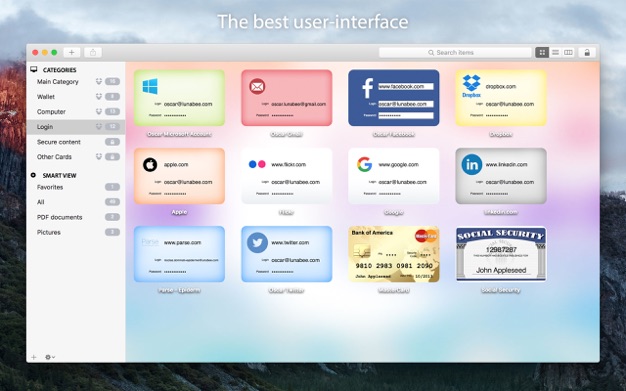 The best user-interface
Search items
CATEGORIES
Main Category
Wallet
Computer
Login
Secure content
Other Cards
SMART VIEW
Favorites
All
PDF documents
Pictures
Login oscar@lunabee.com
Password
Oscar Microsoft Account
Login oscar.lunabee@gmail.com
Password
Oscar Gmail
www.facebook.com
Login oscar@lunabee.com
Password
Oscar Facebook
Dropbox
dropbox.com
Login oscar@lunabee.com
Password
Dropbox
apple.com
Login oscar@lunabee.com
Password
Apple
www.flickr.com
Login oscar@lunabee.com
Password
Flickr
Google
www.google.com
Login oscar@lunabee.com
Password
Google
in
www.linkedin.com
Login oscar@lunabee.com
Password
linkedin.com
Parse
www.parse.com
Login
Password
www.twitter.com
Login oscar@lunabee.com
Password
Oscar Twitter
Bank of America
MasterCard
9810 2983 0981 2090
John Appleseed
MasterCard
SOCIAL SECURITY
12987287
John Appleseed
Social Security